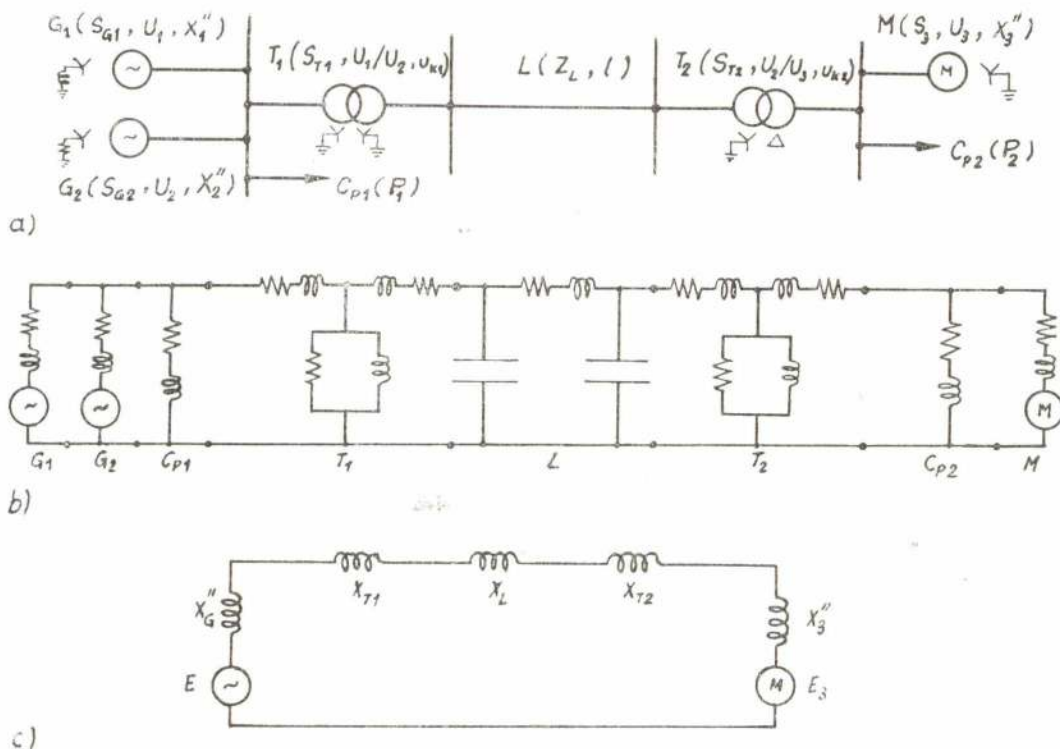 G1(SG1, U1, X1'')
T1(ST1, U1/U2, uK1)
L(ZL, l)
T2(ST2, U2/U3, uK2)
M(S3, U3, X3'')
~
M
~
G2(SG2, U2, X2'')
CP1(P1)
CP2(P2)
Δ
a)
~
~
M
G1
G2
CP1
T1
L
T2
CP2
M
b)
XT1
XL
XT2
XG''
X3''
E
~
M
E3
c)